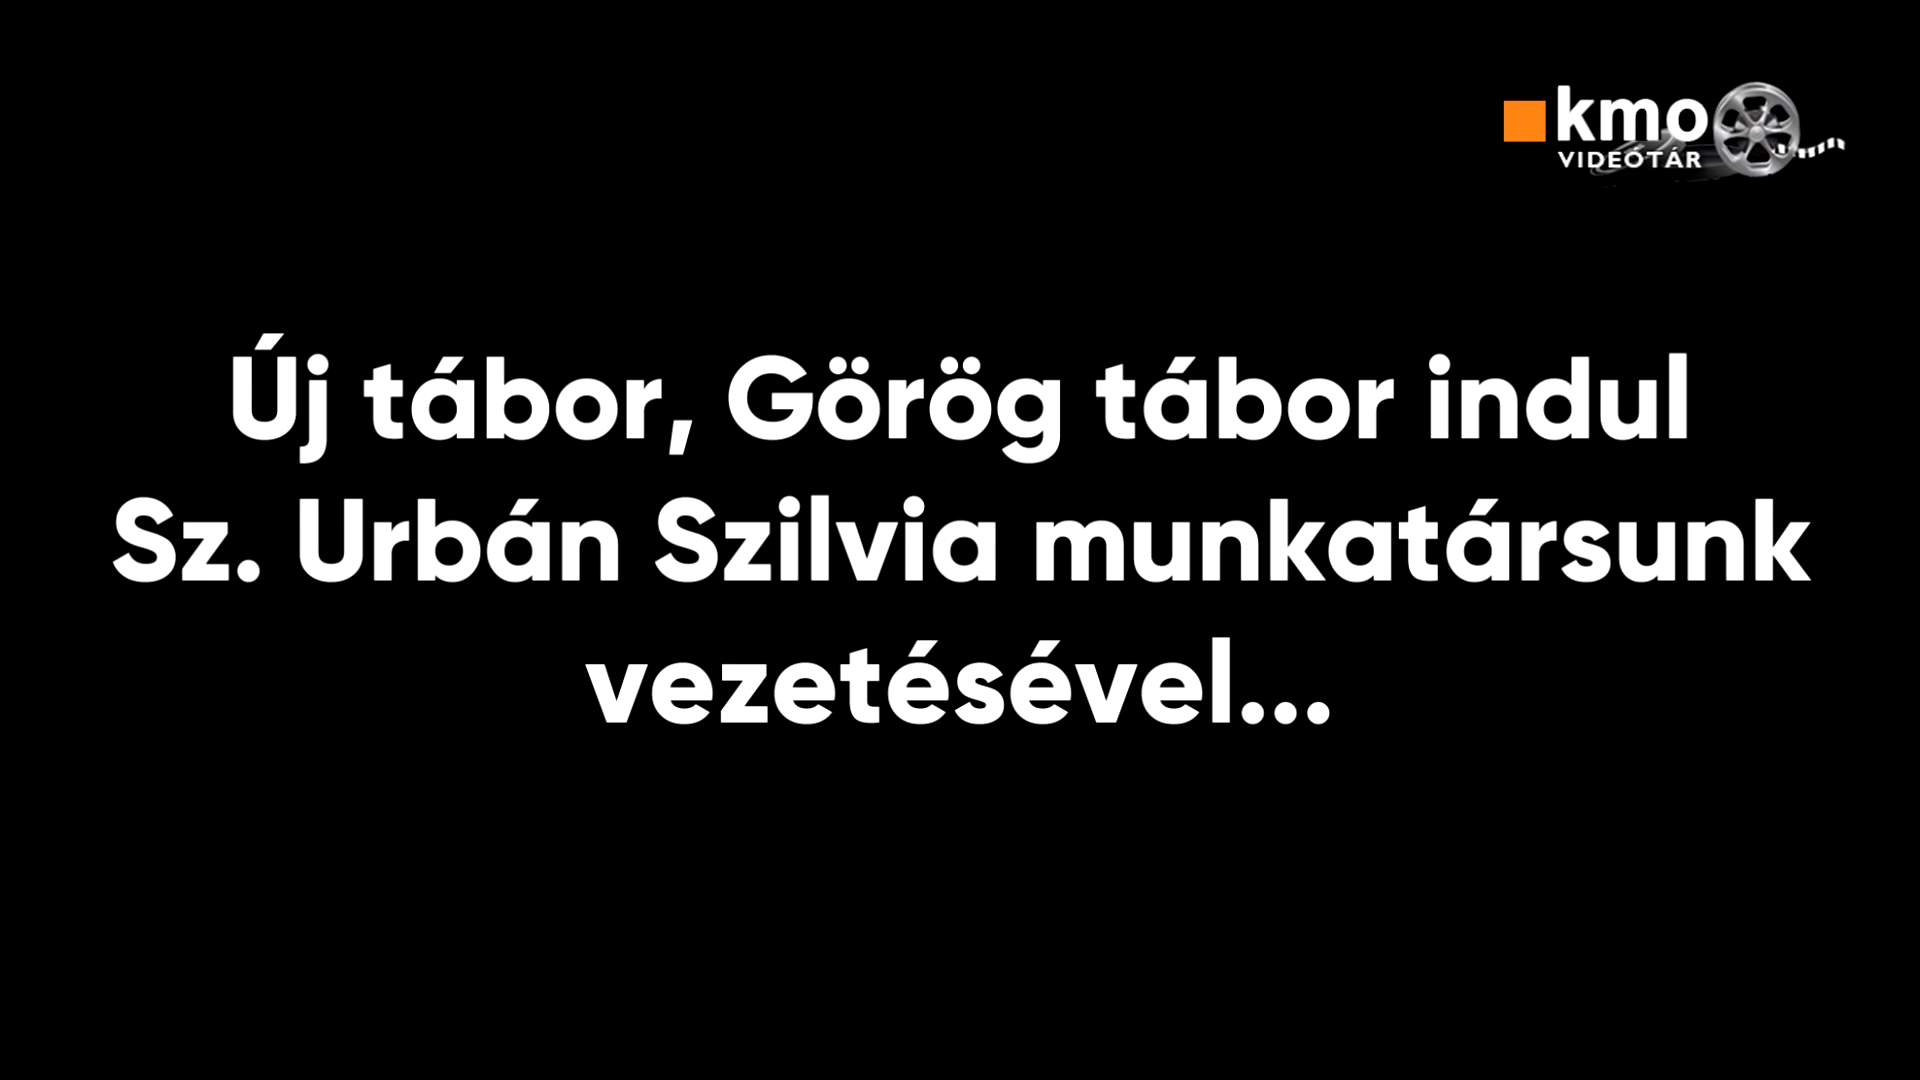 kmo
VIDEÓTÁR
Új tábor, Görög tábor indul
Sz. Urbán Szilvia munkatársunk
vezetésével...